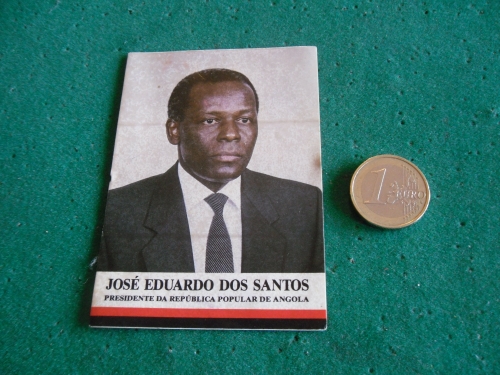 JOSÉ EDUARDO DOS SANTOS
PRESIDENTE DA REPÚBLICA POPULAR DE ANGOLA
1 EURO